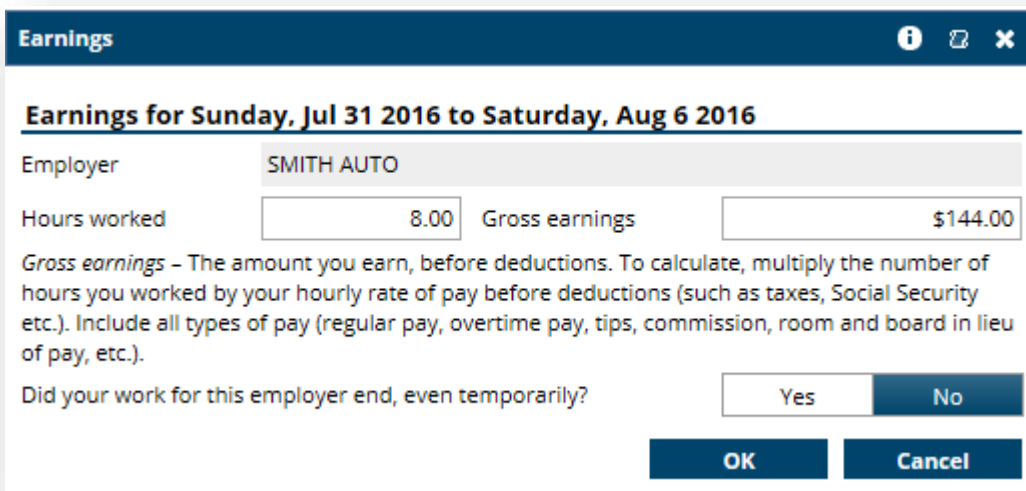 Earnings
Earnings for Sunday, Jul 31 2016 to Saturday, Aug 6 2016
Employer SMITH AUTO
Hours worked 8.00 Gross earnings $144.00
Gross earnings – The amount you earn, before deductions. To calculate, multiply the number of
hours you worked by your hourly rate of pay before deductions (such as taxes, Social Security
etc.). Include all types of pay (regular pay, overtime pay, tips, commission, room and board in lieu
of pay, etc.).
Did your work for this employer end, even temporarily? Yes No
OK Cancel